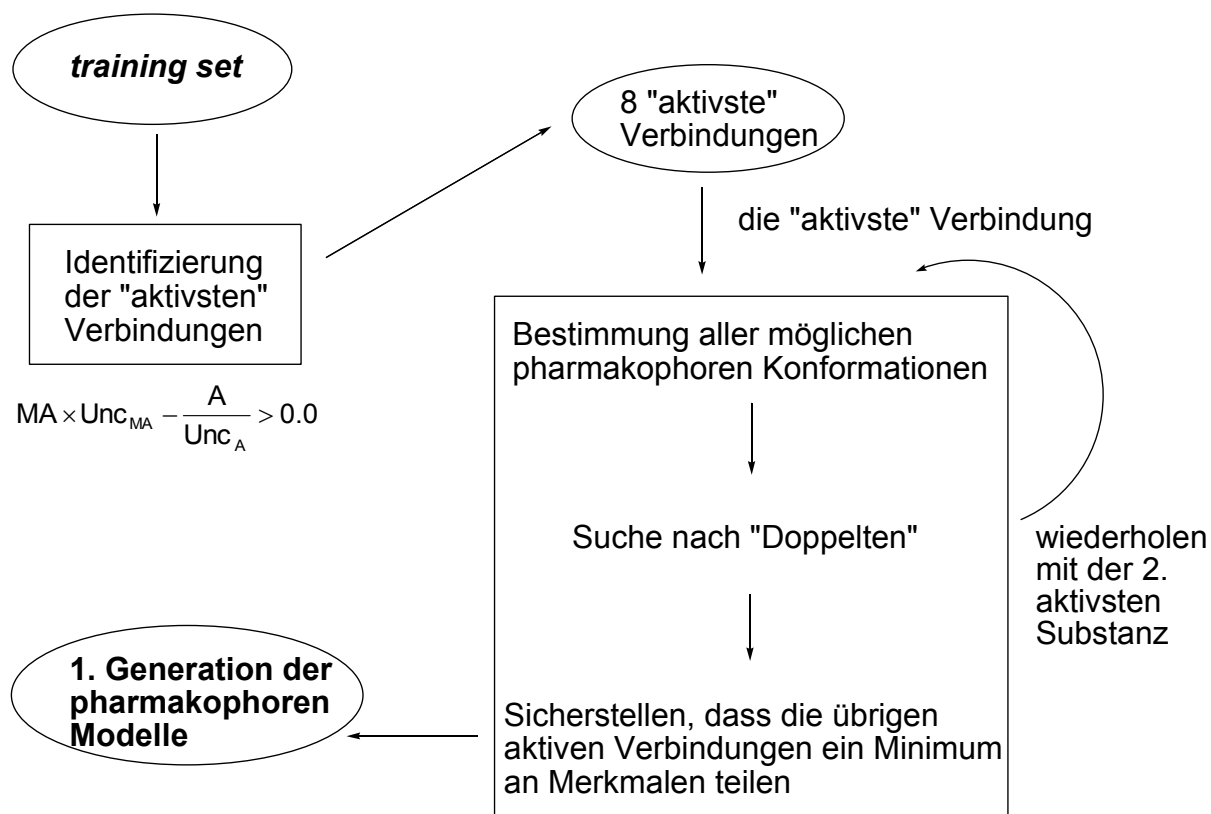 training set
Identifizierung
der "aktivsten"
Verbindungen
MA × Unc_MA − A / Unc_A > 0.0
8 "aktivste"
Verbindungen
die "aktivste" Verbindung
Bestimmung aller möglichen
pharmakophoren Konformationen
Suche nach "Doppelten"
Sicherstellen, dass die übrigen
aktiven Verbindungen ein Minimum
an Merkmalen teilen
wiederholen
mit der 2.
aktivsten
Substanz
1. Generation der
pharmakophoren
Modelle